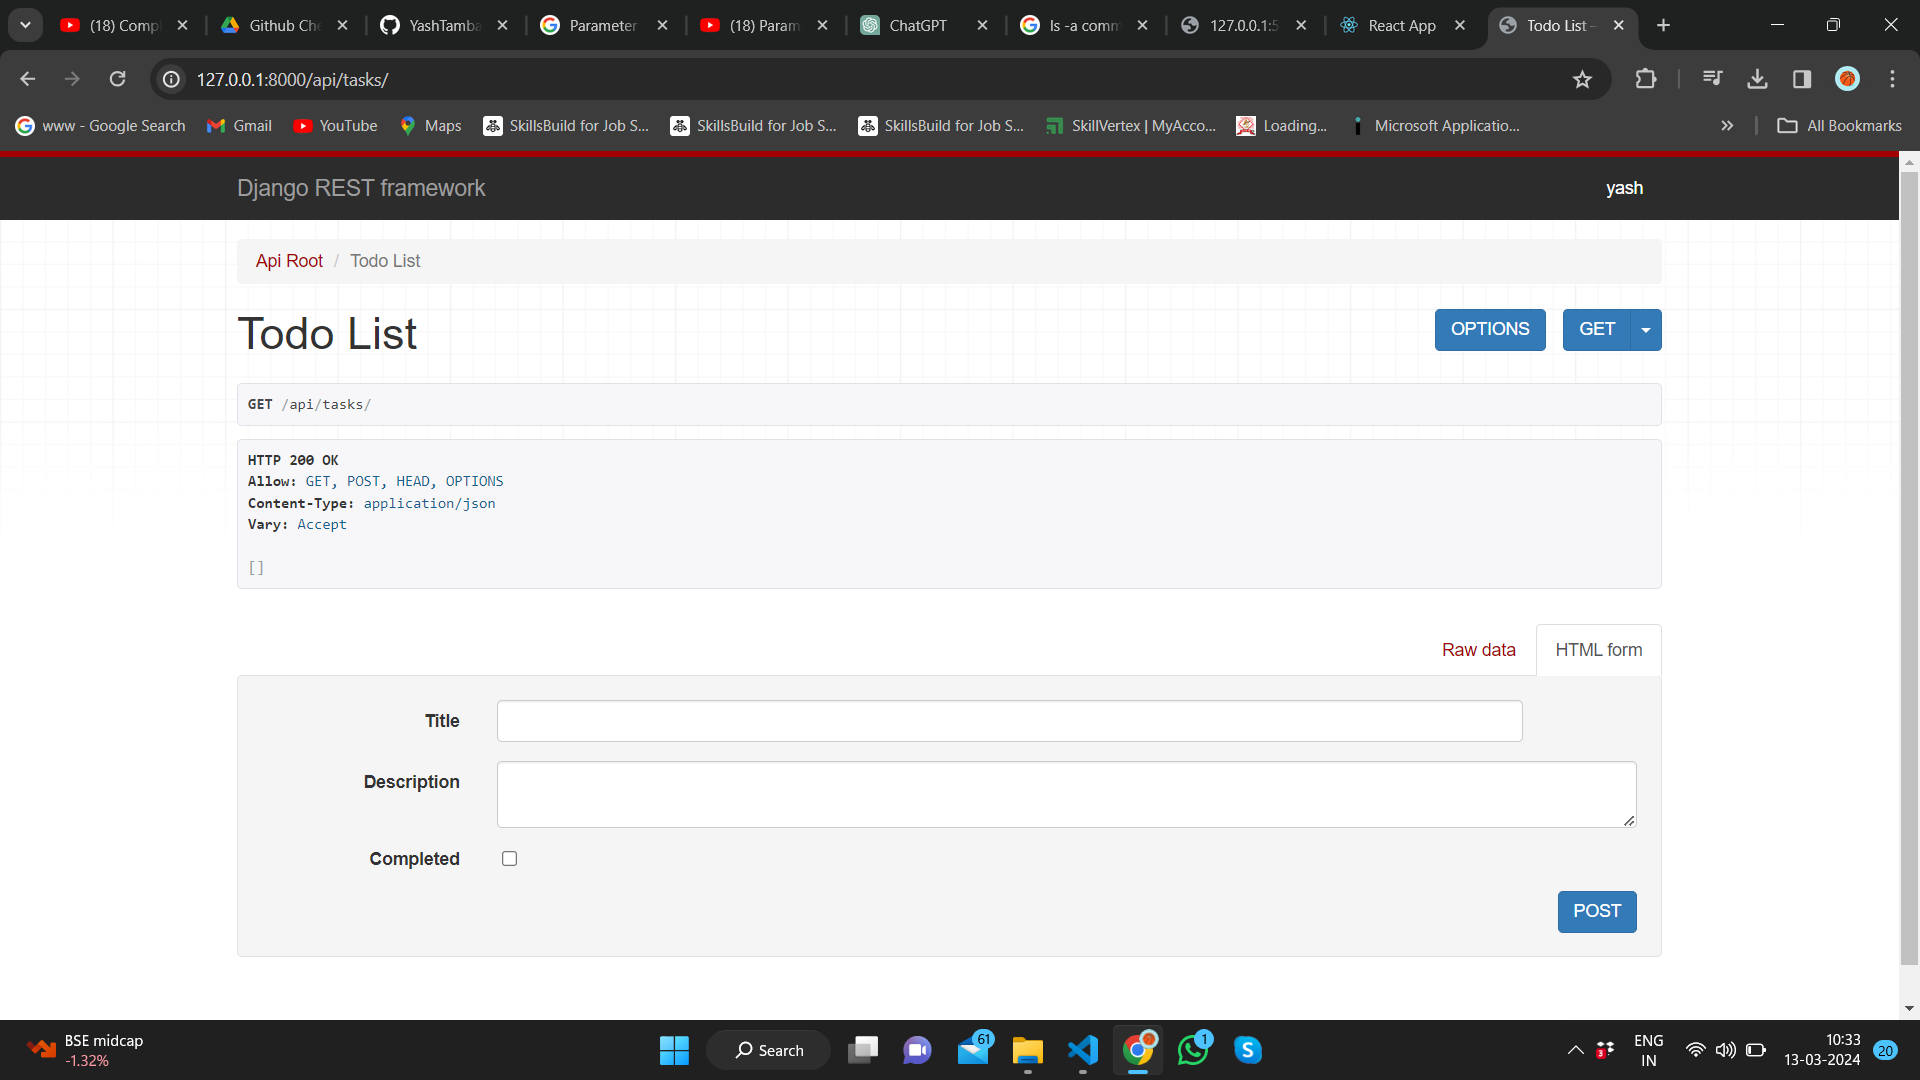 (18) Compl
Github Che
YashTamba
Parameter
(18) Param
ChatGPT
ls -a comm
127.0.0.1:5
React App
Todo List –
127.0.0.1:8000/api/tasks/
www - Google Search
Gmail
YouTube
Maps
SkillsBuild for Job S...
SkillsBuild for Job S...
SkillsBuild for Job S...
SkillVertex | MyAcco...
Loading...
Microsoft Applicatio...
All Bookmarks
Django REST framework
yash
Api Root / Todo List
Todo List
OPTIONS
GET
GET /api/tasks/
HTTP 200 OK
Allow: GET, POST, HEAD, OPTIONS
Content-Type: application/json
Vary: Accept
[]
Raw data
HTML form
Title
Description
Completed
POST
BSE midcap
-1.32%
Search
61
1
3
ENG
IN
10:33
13-03-2024
20